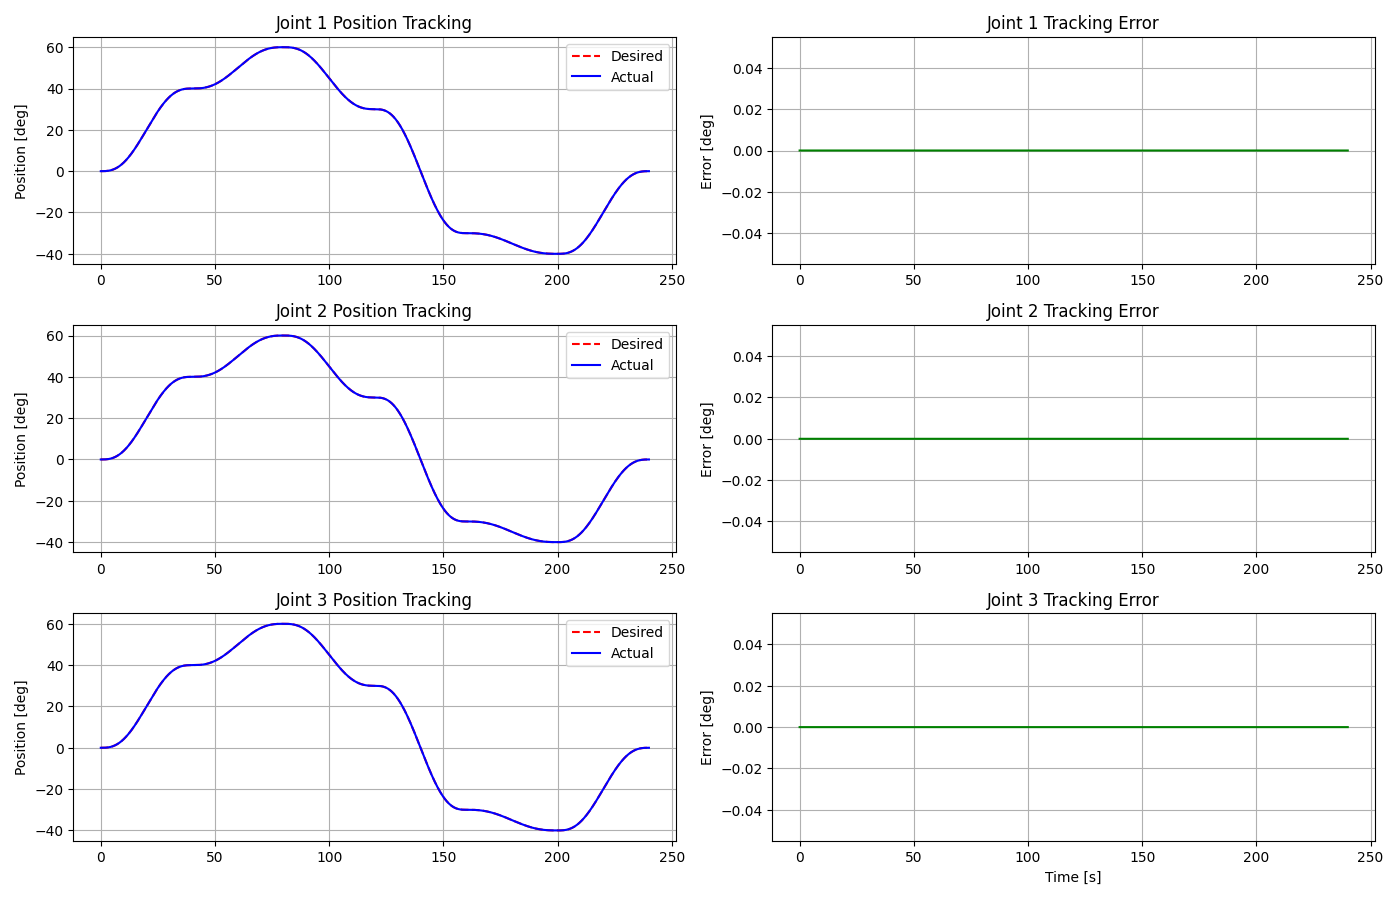 Joint 1 Position Tracking
Position [deg]
60
40
20
0
−20
−40
0 50 100 150 200 250
Desired
Actual
Joint 1 Tracking Error
Error [deg]
0.04
0.02
0.00
−0.02
−0.04
0 50 100 150 200 250
Joint 2 Position Tracking
Position [deg]
60
40
20
0
−20
−40
0 50 100 150 200 250
Desired
Actual
Joint 2 Tracking Error
Error [deg]
0.04
0.02
0.00
−0.02
−0.04
0 50 100 150 200 250
Joint 3 Position Tracking
Position [deg]
60
40
20
0
−20
−40
0 50 100 150 200 250
Desired
Actual
Joint 3 Tracking Error
Error [deg]
0.04
0.02
0.00
−0.02
−0.04
0 50 100 150 200 250
Time [s]